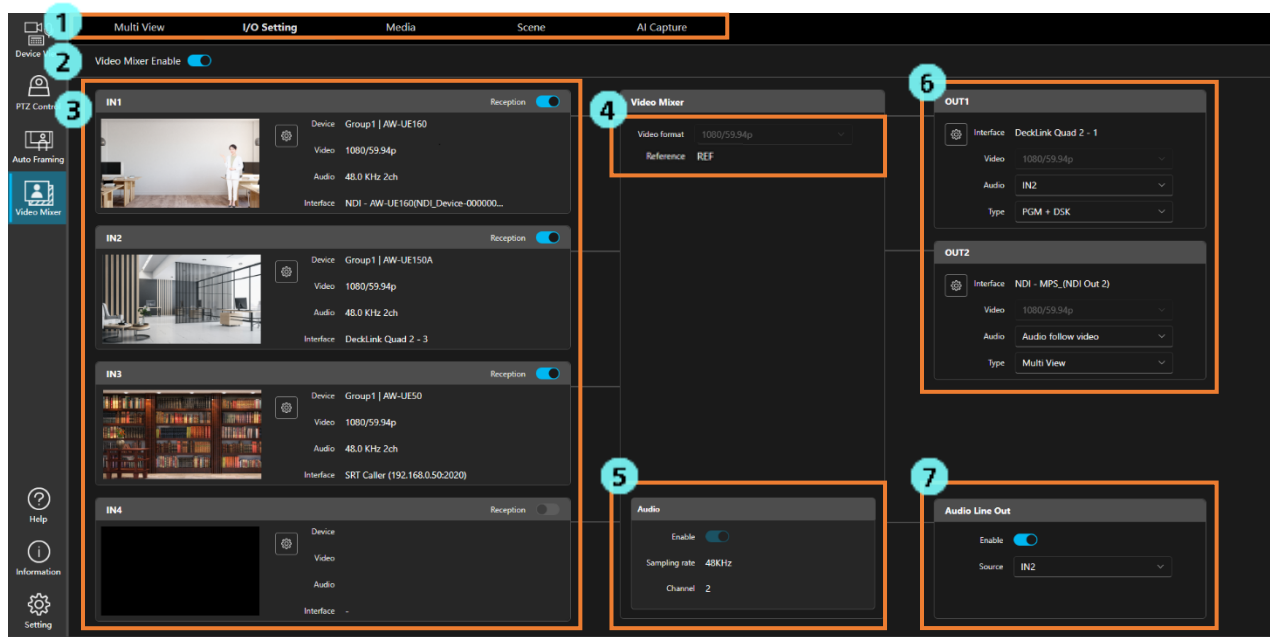 1
Multi View
I/O Setting
Media
Scene
AI Capture
2
Video Mixer Enable
PTZ Control
Auto Framing
Video Mixer
Help
Information
Setting
3
IN1
Reception
Device Group1 | AW-UE160
Video 1080/59.94p
Audio 48.0 KHz 2ch
Interface NDI - AW-UE160(NDI_Device-000000...
IN2
Reception
Device Group1 | AW-UE150A
Video 1080/59.94p
Audio 48.0 KHz 2ch
Interface DeckLink Quad 2 - 3
IN3
Reception
Device Group1 | AW-UE50
Video 1080/59.94p
Audio 48.0 KHz 2ch
Interface SRT Caller (192.168.0.50:2020)
IN4
Reception
Device
Video
Audio
Interface -
4
Video Mixer
Video format 1080/59.94p
Reference REF
5
Audio
Enable
Sampling rate 48KHz
Channel 2
6
OUT1
Interface DeckLink Quad 2 - 1
Video 1080/59.94p
Audio IN2
Type PGM + DSK
OUT2
Interface NDI - MPS_(NDI Out 2)
Video 1080/59.94p
Audio Audio follow video
Type Multi View
7
Audio Line Out
Enable
Source IN2